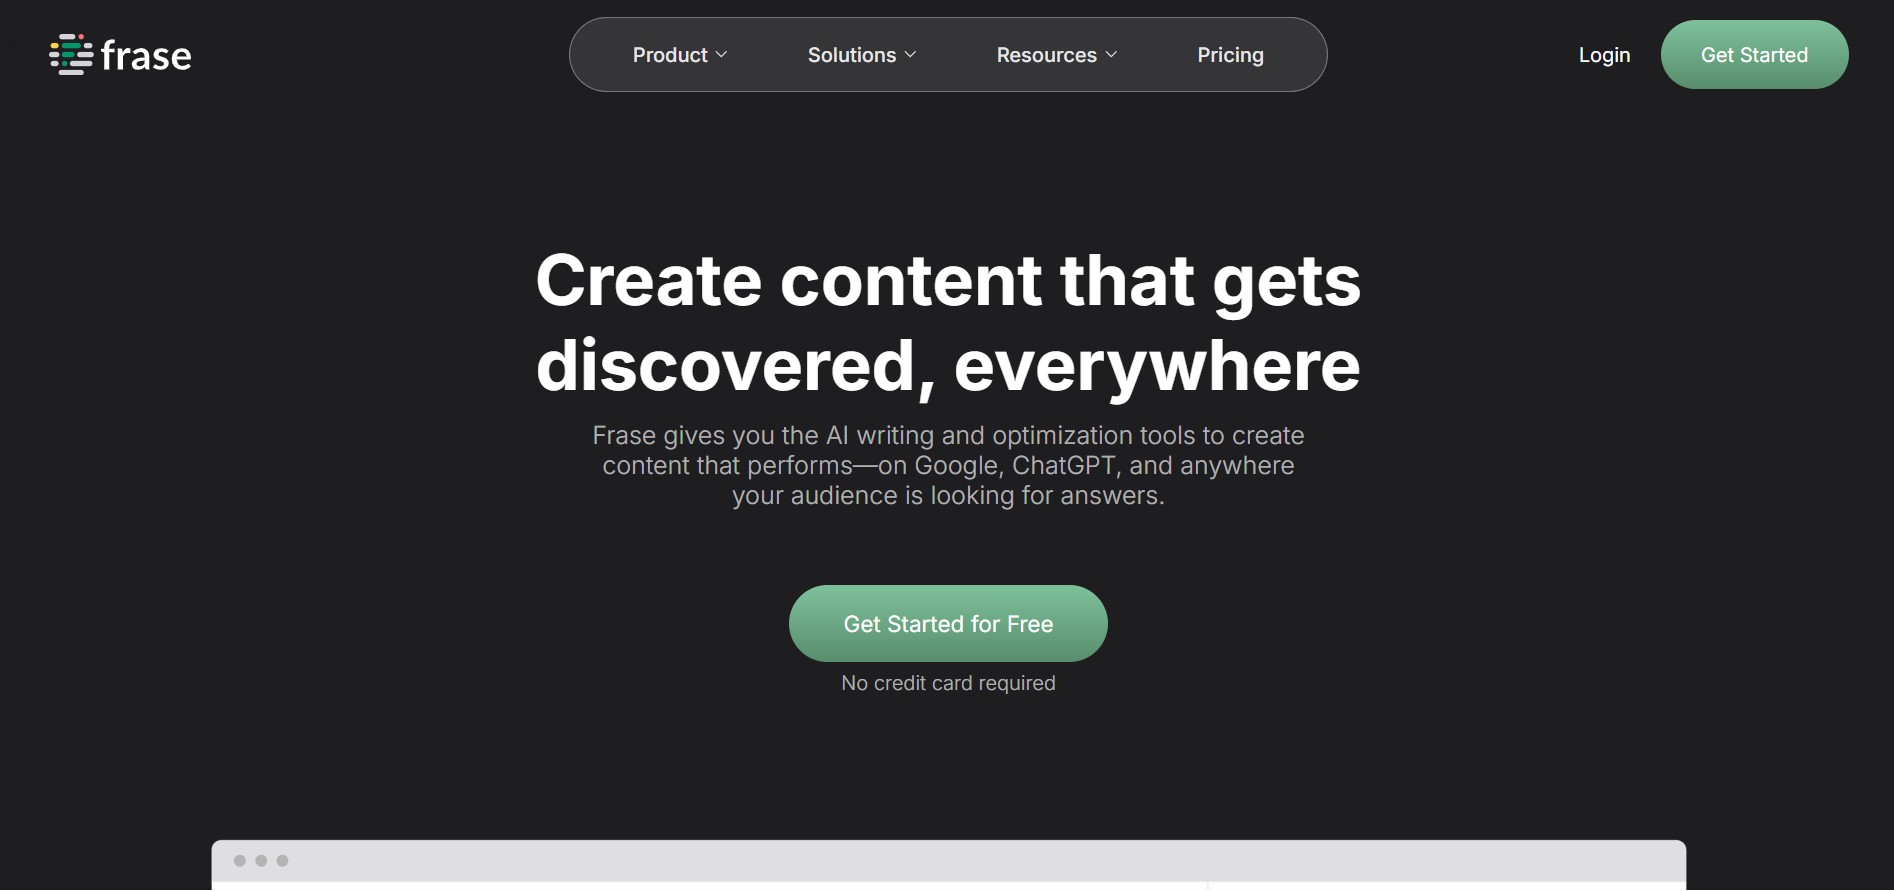 frase
Product
Solutions
Resources
Pricing
Login
Get Started
Create content that gets
discovered, everywhere
Frase gives you the AI writing and optimization tools to create
content that performs—on Google, ChatGPT, and anywhere
your audience is looking for answers.
Get Started for Free
No credit card required